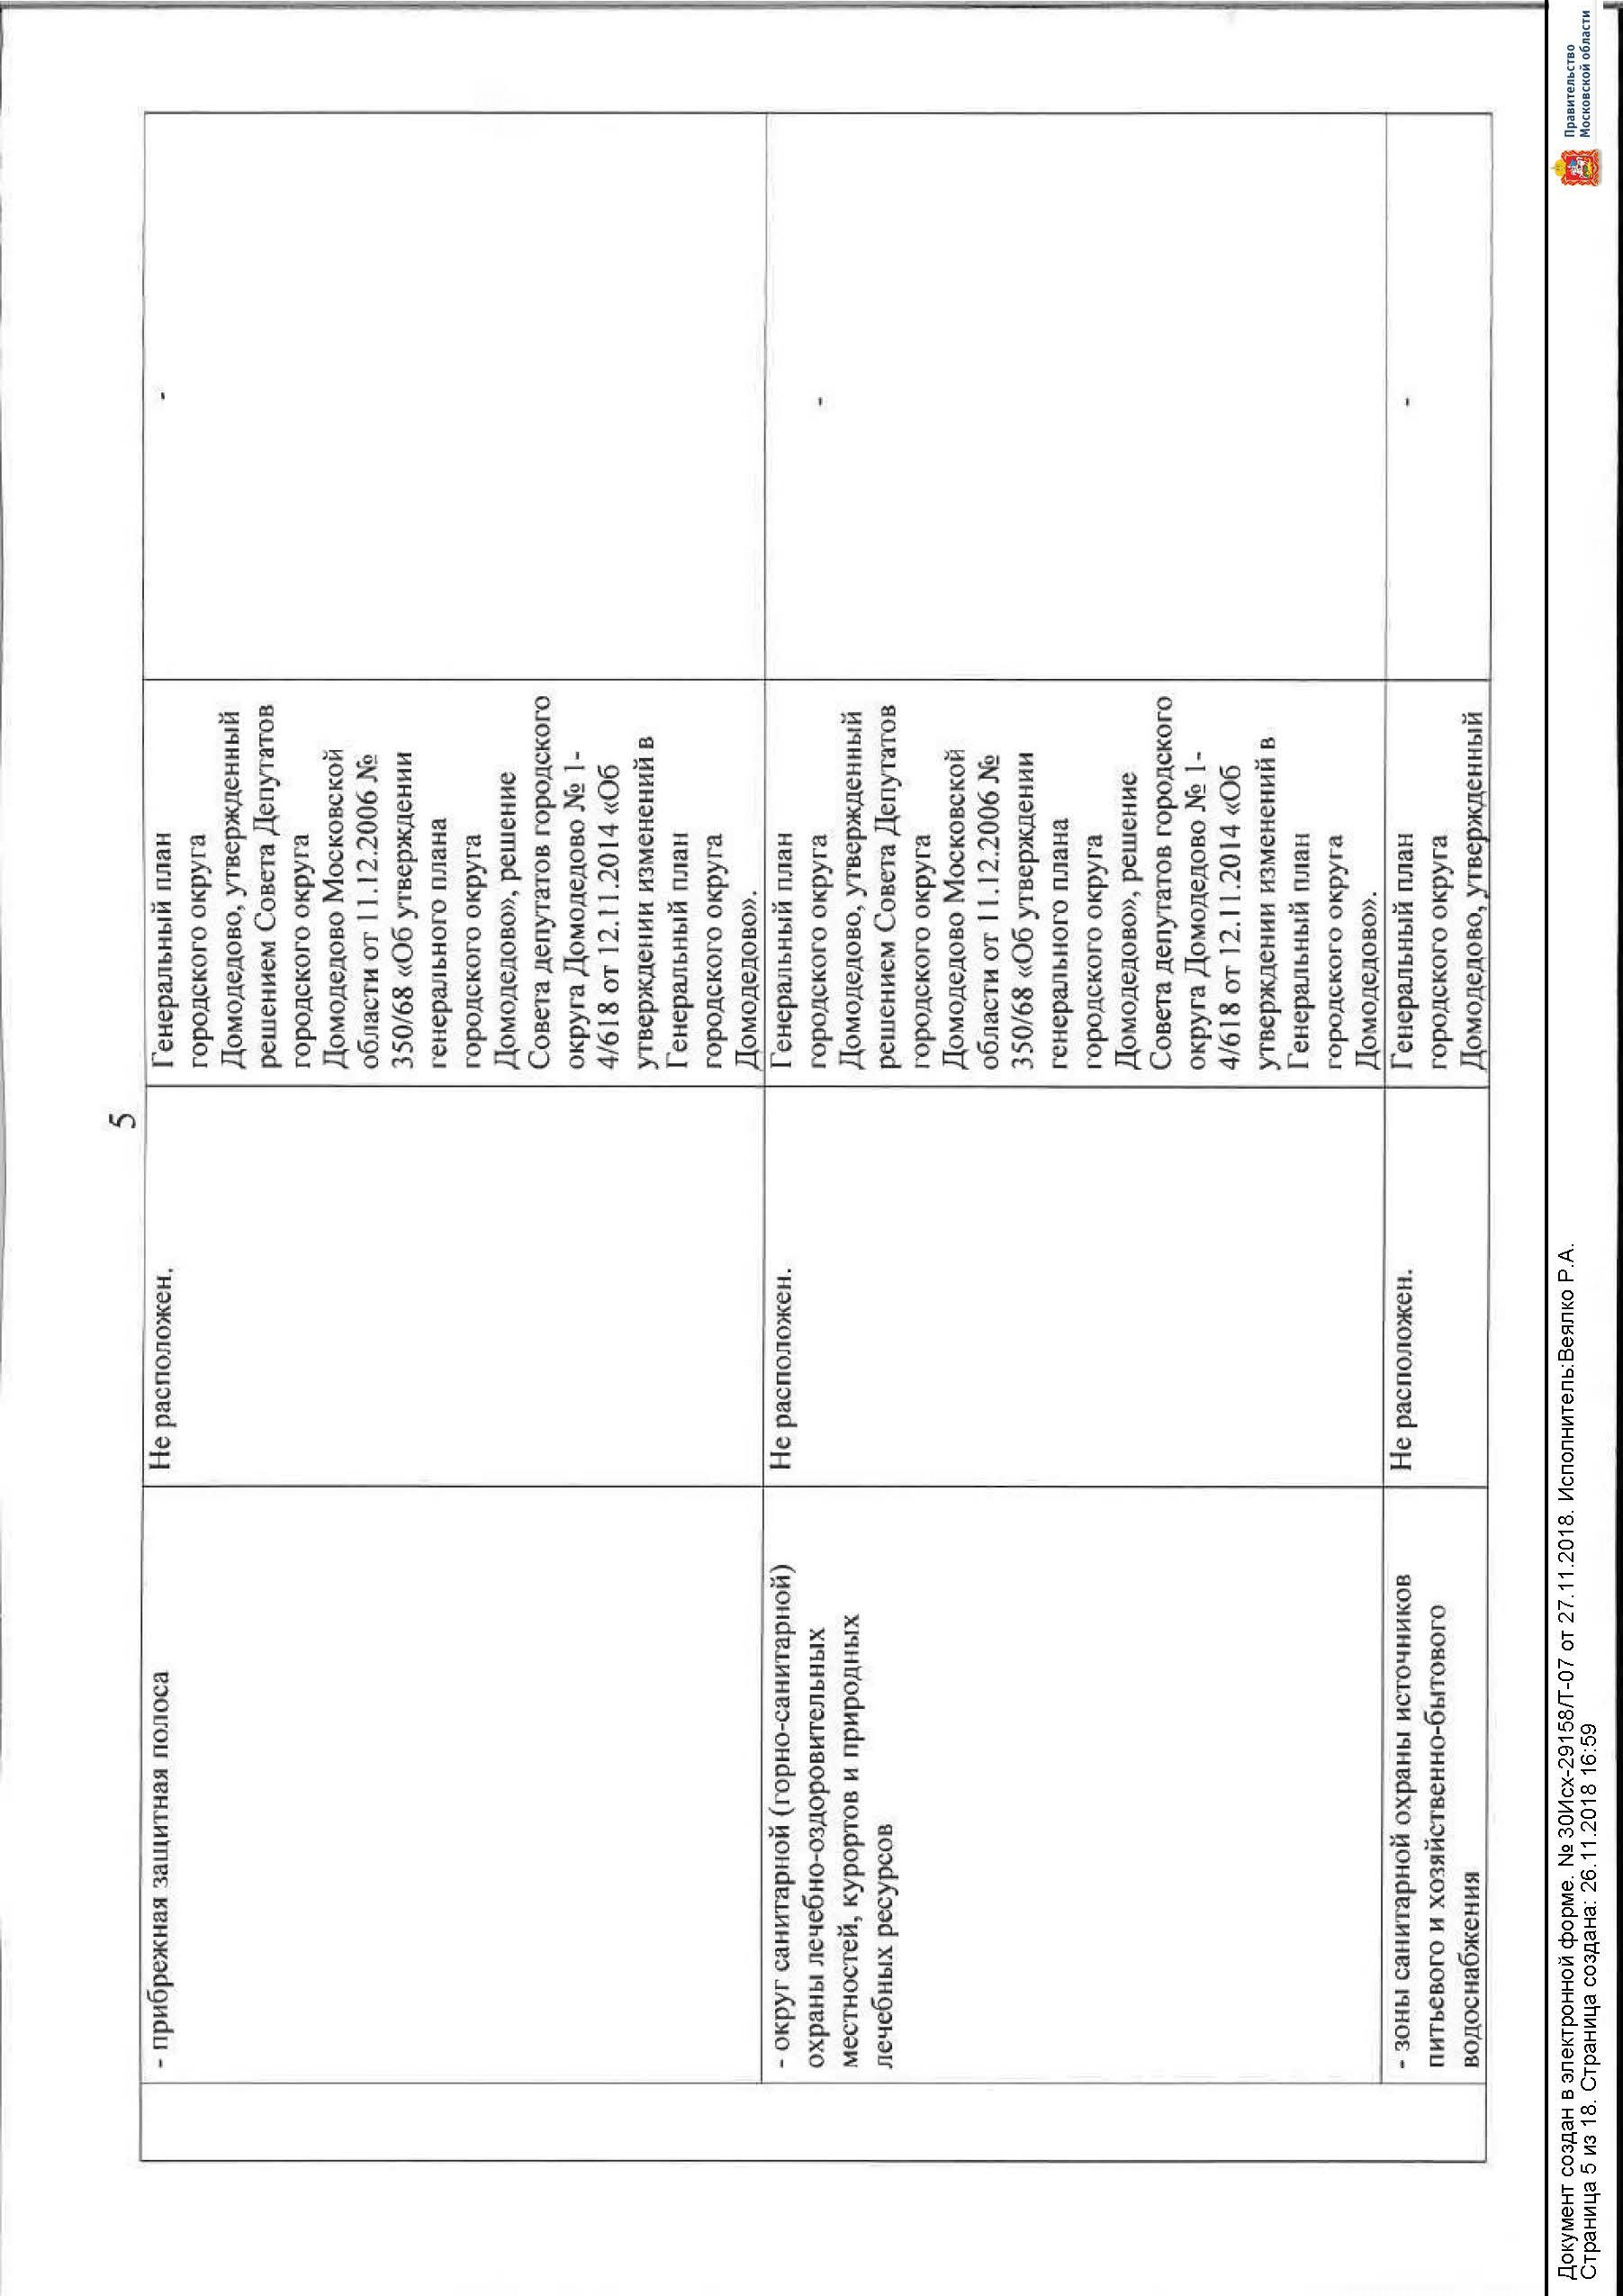 5
- прибрежная защитная полоса
Не расположен.
Генеральный план
городского округа
Домодедово, утвержденный
решением Совета Депутатов
городского округа
Домодедово Московской
области от 11.12.2006 №
350/68 «Об утверждении
генерального плана
городского округа
Домодедово», решение
Совета депутатов городского
округа Домодедово № 1-
4/618 от 12.11.2014 «Об
утверждении изменений в
Генеральный план
городского округа
Домодедово».
-
- округ санитарной (горно-санитарной)
охраны лечебно-оздоровительных
местностей, курортов и природных
лечебных ресурсов
Не расположен.
Генеральный план
городского округа
Домодедово, утвержденный
решением Совета Депутатов
городского округа
Домодедово Московской
области от 11.12.2006 №
350/68 «Об утверждении
генерального плана
городского округа
Домодедово», решение
Совета депутатов городского
округа Домодедово № 1-
4/618 от 12.11.2014 «Об
утверждении изменений в
Генеральный план
городского округа
Домодедово».
-
- зоны санитарной охраны источников
питьевого и хозяйственно-бытового
водоснабжения
Не расположен.
Генеральный план
городского округа
Домодедово, утвержденный
-
Документ создан в электронной форме. № 30Исх-29158/Т-07 от 27.11.2018. Исполнитель:Веялко Р.А.
Страница 5 из 18. Страница создана: 26.11.2018 16:59
Правительство
Московской области